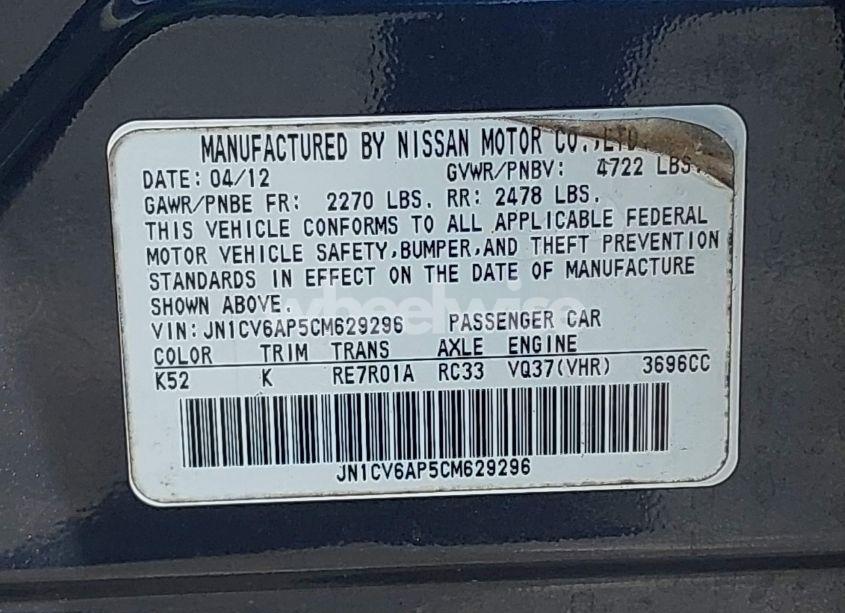 MANUFACTURED BY NISSAN MOTOR CO.,LTD.
DATE: 04/12 GVWR/PNBV: 4722 LBS.
GAWR/PNBE FR: 2270 LBS. RR: 2478 LBS.
THIS VEHICLE CONFORMS TO ALL APPLICABLE FEDERAL
MOTOR VEHICLE SAFETY,BUMPER,AND THEFT PREVENTION
STANDARDS IN EFFECT ON THE DATE OF MANUFACTURE
SHOWN ABOVE.
wheelwise
VIN:JN1CV6AP5CM629296 PASSENGER CAR
COLOR TRIM TRANS AXLE ENGINE
K52 K RE7R01A RC33 VQ37(VHR) 3696CC
JN1CV6AP5CM629296